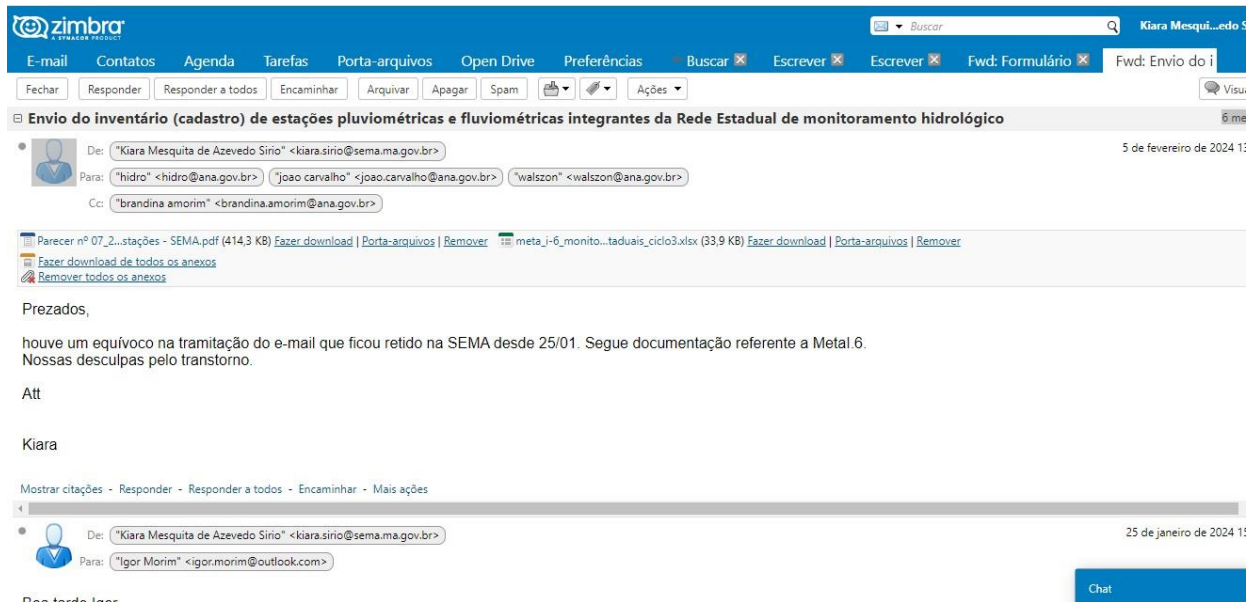 zimbra
A SYNACOR PRODUCT
Buscar
Kiara Mesqui...edo S
E-mail Contatos Agenda Tarefas Porta-arquivos Open Drive Preferências Buscar Escrever Escrever Fwd: Formulário Fwd: Envio do i
Fechar Responder Responder a todos Encaminhar Arquivar Apagar Spam Ações Visua
Envio do inventário (cadastro) de estações pluviométricas e fluviométricas integrantes da Rede Estadual de monitoramento hidrológico 6 me
De: "Kiara Mesquita de Azevedo Sirio" <kiara.sirio@sema.ma.gov.br> 5 de fevereiro de 2024 13
Para: "hidro" <hidro@ana.gov.br> "joao carvalho" <joao.carvalho@ana.gov.br> "walszon" <walszon@ana.gov.br>
Cc: "brandina amorim" <brandina.amorim@ana.gov.br>
Parecer nº 07_2...stações - SEMA.pdf (414,3 KB) Fazer download | Porta-arquivos | Remover meta_i-6_monito...taduais_ciclo3.xlsx (33,9 KB) Fazer download | Porta-arquivos | Remover
Fazer download de todos os anexos
Remover todos os anexos
Prezados,
houve um equívoco na tramitação do e-mail que ficou retido na SEMA desde 25/01. Segue documentação referente a MetaI.6.
Nossas desculpas pelo transtorno.
Att
Kiara
Mostrar citações - Responder - Responder a todos - Encaminhar - Mais ações
De: "Kiara Mesquita de Azevedo Sirio" <kiara.sirio@sema.ma.gov.br> 25 de janeiro de 2024 15
Para: "Igor Morim" <igor.morim@outlook.com>
Chat